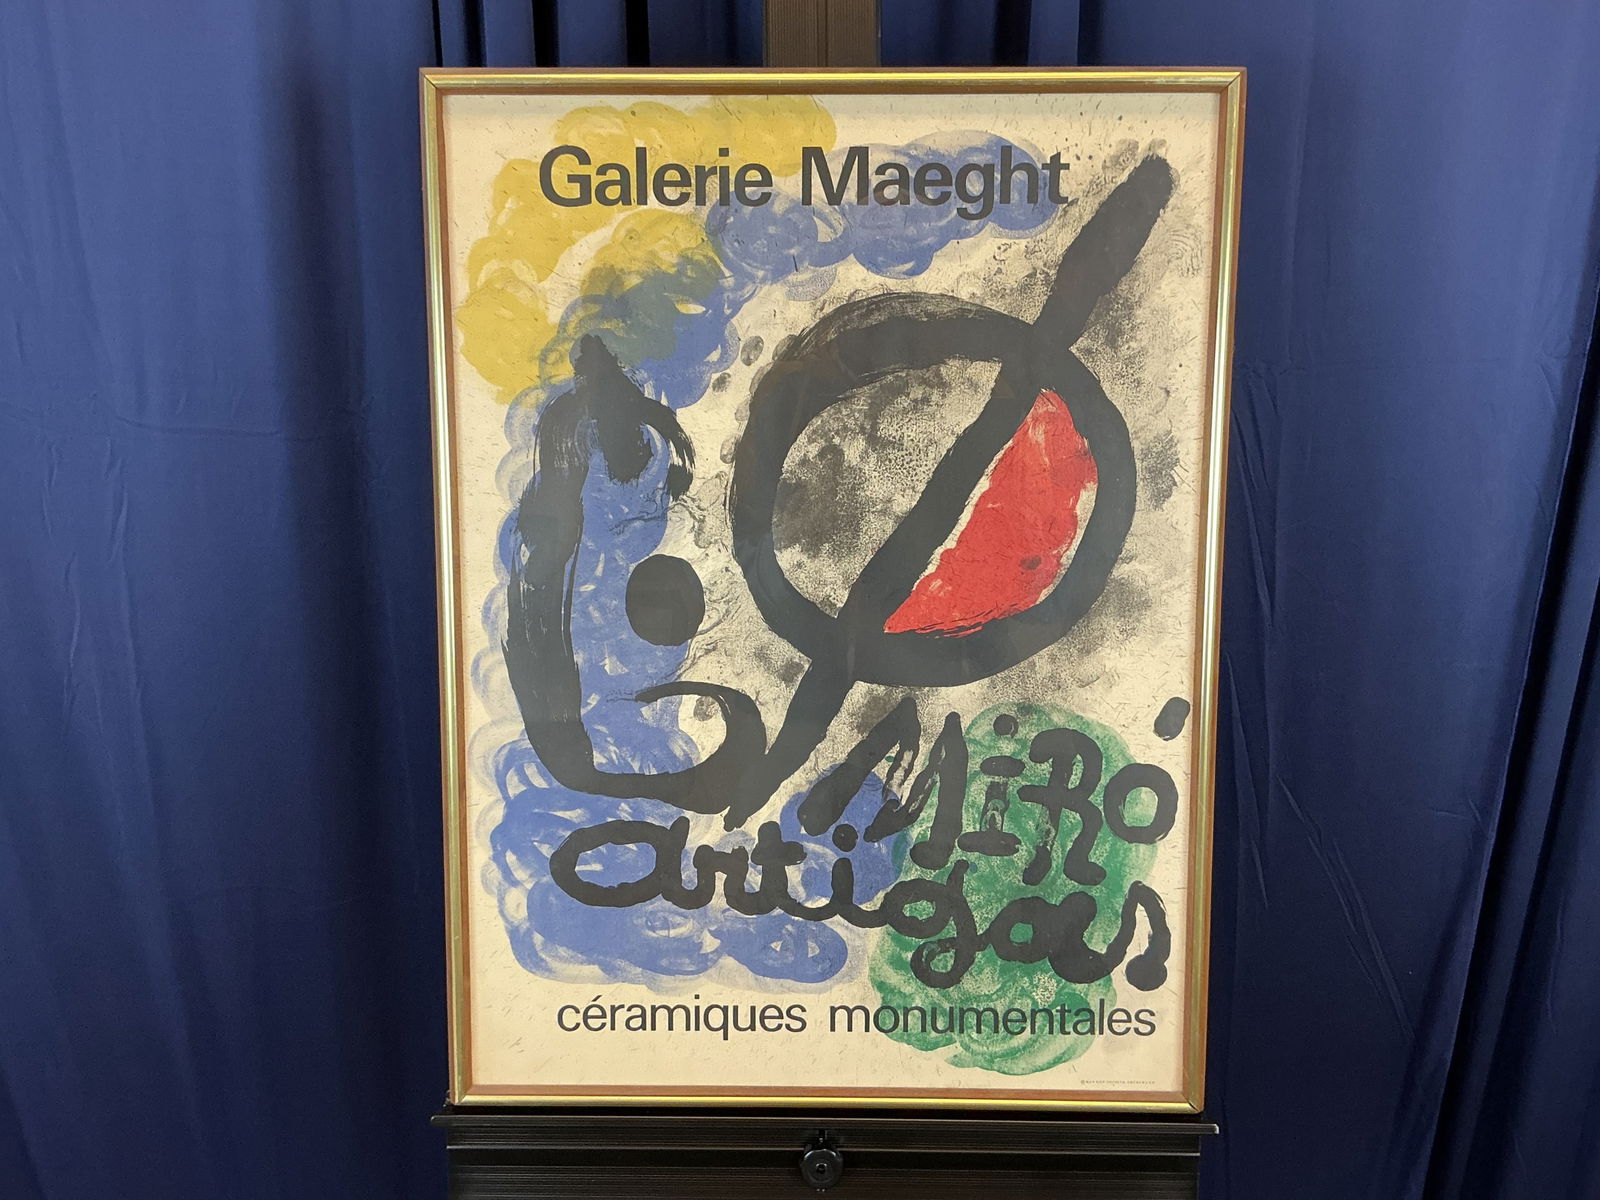 Galerie Maeght
MiRÓ
artigas
céramiques monumentales